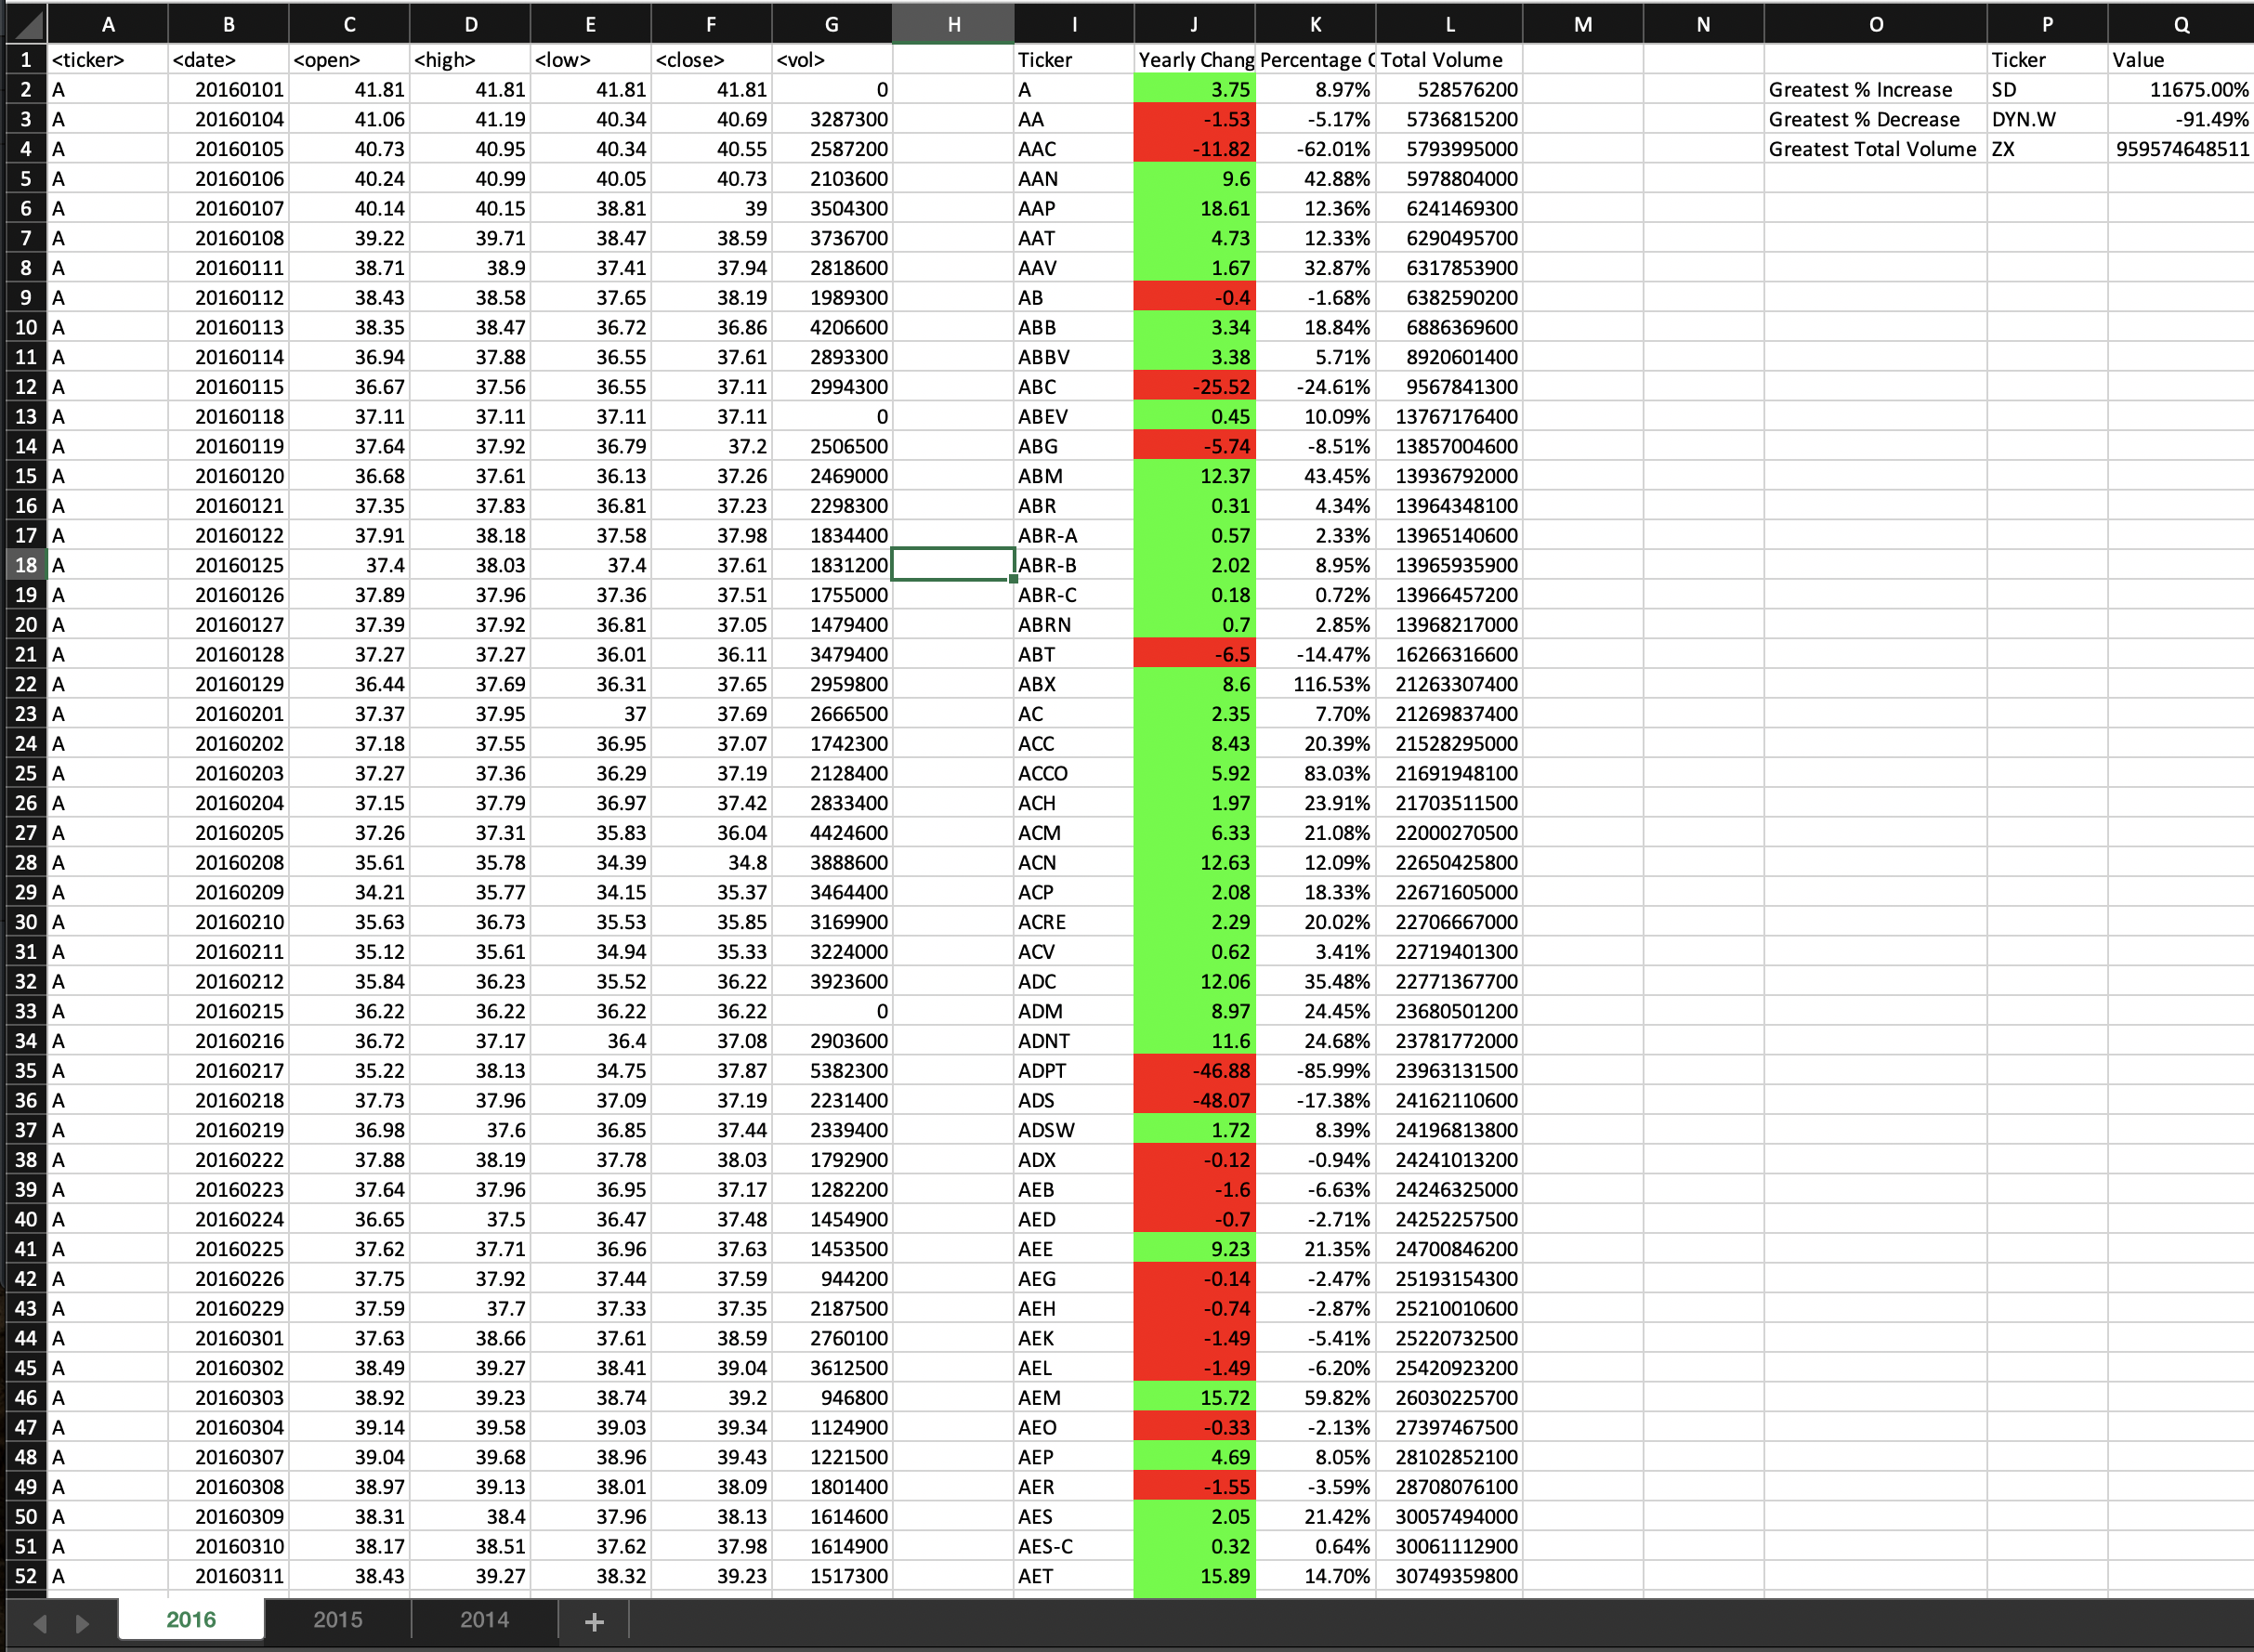 A B C D E F G H I J K L M N O P Q
1 <ticker> <date> <open> <high> <low> <close> <vol> Ticker Yearly Chang Percentage C Total Volume Ticker Value
2 A 20160101 41.81 41.81 41.81 41.81 0 A 3.75 8.97% 528576200 Greatest % Increase SD 11675.00%
3 A 20160104 41.06 41.19 40.34 40.69 3287300 AA -1.53 -5.17% 5736815200 Greatest % Decrease DYN.W -91.49%
4 A 20160105 40.73 40.95 40.34 40.55 2587200 AAC -11.82 -62.01% 5793995000 Greatest Total Volume ZX 959574648511
5 A 20160106 40.24 40.99 40.05 40.73 2103600 AAN 9.6 42.88% 5978804000
6 A 20160107 40.14 40.15 38.81 39 3504300 AAP 18.61 12.36% 6241469300
7 A 20160108 39.22 39.71 38.47 38.59 3736700 AAT 4.73 12.33% 6290495700
8 A 20160111 38.71 38.9 37.41 37.94 2818600 AAV 1.67 32.87% 6317853900
9 A 20160112 38.43 38.58 37.65 38.19 1989300 AB -0.4 -1.68% 6382590200
10 A 20160113 38.35 38.47 36.72 36.86 4206600 ABB 3.34 18.84% 6886369600
11 A 20160114 36.94 37.88 36.55 37.61 2893300 ABBV 3.38 5.71% 8920601400
12 A 20160115 36.67 37.56 36.55 37.11 2994300 ABC -25.52 -24.61% 9567841300
13 A 20160118 37.11 37.11 37.11 37.11 0 ABEV 0.45 10.09% 13767176400
14 A 20160119 37.64 37.92 36.79 37.2 2506500 ABG -5.74 -8.51% 13857004600
15 A 20160120 36.68 37.61 36.13 37.26 2469000 ABM 12.37 43.45% 13936792000
16 A 20160121 37.35 37.83 36.81 37.23 2298300 ABR 0.31 4.34% 13964348100
17 A 20160122 37.91 38.18 37.58 37.98 1834400 ABR-A 0.57 2.33% 13965140600
18 A 20160125 37.4 38.03 37.4 37.61 1831200 ABR-B 2.02 8.95% 13965935900
19 A 20160126 37.89 37.96 37.36 37.51 1755000 ABR-C 0.18 0.72% 13966457200
20 A 20160127 37.39 37.92 36.81 37.05 1479400 ABRN 0.7 2.85% 13968217000
21 A 20160128 37.27 37.27 36.01 36.11 3479400 ABT -6.5 -14.47% 16266316600
22 A 20160129 36.44 37.69 36.31 37.65 2959800 ABX 8.6 116.53% 21263307400
23 A 20160201 37.37 37.95 37 37.69 2666500 AC 2.35 7.70% 21269837400
24 A 20160202 37.18 37.55 36.95 37.07 1742300 ACC 8.43 20.39% 21528295000
25 A 20160203 37.27 37.36 36.29 37.19 2128400 ACCO 5.92 83.03% 21691948100
26 A 20160204 37.15 37.79 36.97 37.42 2833400 ACH 1.97 23.91% 21703511500
27 A 20160205 37.26 37.31 35.83 36.04 4424600 ACM 6.33 21.08% 22000270500
28 A 20160208 35.61 35.78 34.39 34.8 3888600 ACN 12.63 12.09% 22650425800
29 A 20160209 34.21 35.77 34.15 35.37 3464400 ACP 2.08 18.33% 22671605000
30 A 20160210 35.63 36.73 35.53 35.85 3169900 ACRE 2.29 20.02% 22706667000
31 A 20160211 35.12 35.61 34.94 35.33 3224000 ACV 0.62 3.41% 22719401300
32 A 20160212 35.84 36.23 35.52 36.22 3923600 ADC 12.06 35.48% 22771367700
33 A 20160215 36.22 36.22 36.22 36.22 0 ADM 8.97 24.45% 23680501200
34 A 20160216 36.72 37.17 36.4 37.08 2903600 ADNT 11.6 24.68% 23781772000
35 A 20160217 35.22 38.13 34.75 37.87 5382300 ADPT -46.88 -85.99% 23963131500
36 A 20160218 37.73 37.96 37.09 37.19 2231400 ADS -48.07 -17.38% 24162110600
37 A 20160219 36.98 37.6 36.85 37.44 2339400 ADSW 1.72 8.39% 24196813800
38 A 20160222 37.88 38.19 37.78 38.03 1792900 ADX -0.12 -0.94% 24241013200
39 A 20160223 37.64 37.96 36.95 37.17 1282200 AEB -1.6 -6.63% 24246325000
40 A 20160224 36.65 37.5 36.47 37.48 1454900 AED -0.7 -2.71% 24252257500
41 A 20160225 37.62 37.71 36.96 37.63 1453500 AEE 9.23 21.35% 24700846200
42 A 20160226 37.75 37.92 37.44 37.59 944200 AEG -0.14 -2.47% 25193154300
43 A 20160229 37.59 37.7 37.33 37.35 2187500 AEH -0.74 -2.87% 25210010600
44 A 20160301 37.63 38.66 37.61 38.59 2760100 AEK -1.49 -5.41% 25220732500
45 A 20160302 38.49 39.27 38.41 39.04 3612500 AEL -1.49 -6.20% 25420923200
46 A 20160303 38.92 39.23 38.74 39.2 946800 AEM 15.72 59.82% 26030225700
47 A 20160304 39.14 39.58 39.03 39.34 1124900 AEO -0.33 -2.13% 27397467500
48 A 20160307 39.04 39.68 38.96 39.43 1221500 AEP 4.69 8.05% 28102852100
49 A 20160308 38.97 39.13 38.01 38.09 1801400 AER -1.55 -3.59% 28708076100
50 A 20160309 38.31 38.4 37.96 38.13 1614600 AES 2.05 21.42% 30057494000
51 A 20160310 38.17 38.51 37.62 37.98 1614900 AES-C 0.32 0.64% 30061112900
52 A 20160311 38.43 39.27 38.32 39.23 1517300 AET 15.89 14.70% 30749359800
2016 2015 2014 +